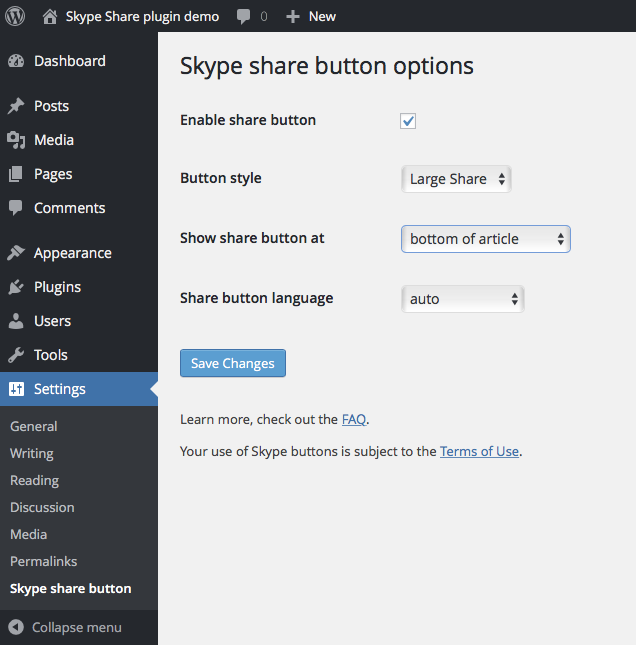 Skype Share plugin demo 0 New
Dashboard
Posts
Media
Pages
Comments
Appearance
Plugins
Users
Tools
Settings
General
Writing
Reading
Discussion
Media
Permalinks
Skype share button
Collapse menu
Skype share button options
Enable share button
Button style Large Share
Show share button at bottom of article
Share button language auto
Save Changes
Learn more, check out the FAQ.
Your use of Skype buttons is subject to the Terms of Use.